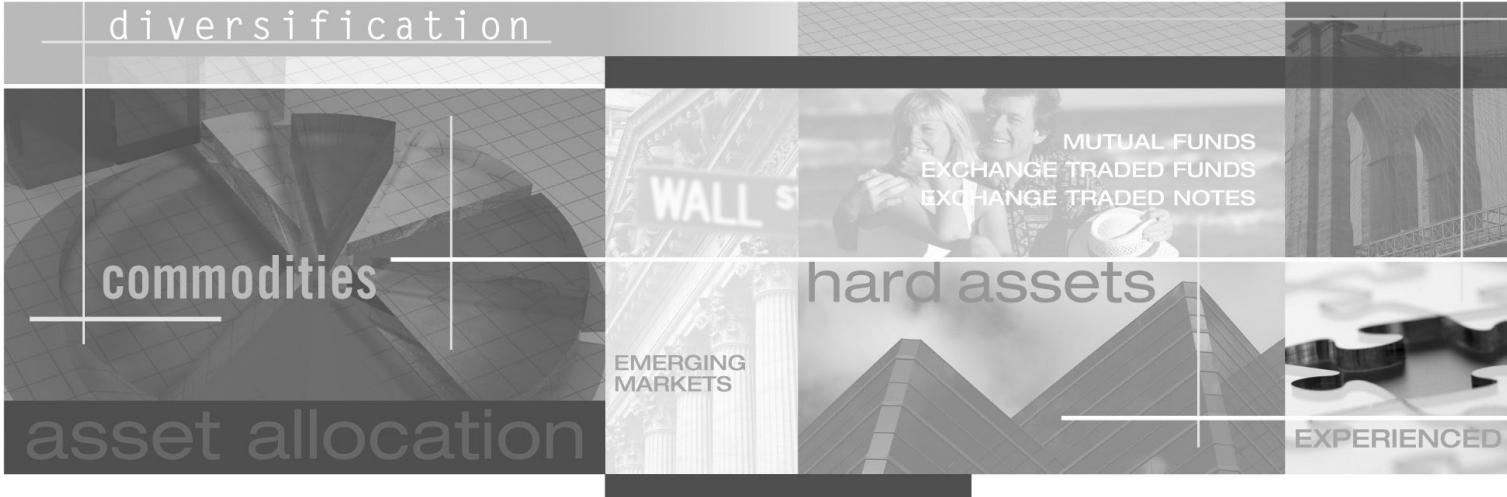 diversification
MUTUAL FUNDS
EXCHANGE TRADED FUNDS
EXCHANGE TRADED NOTES
WALL
commodities
hard assets
EMERGING
MARKETS
asset allocation
EXPERIENCED